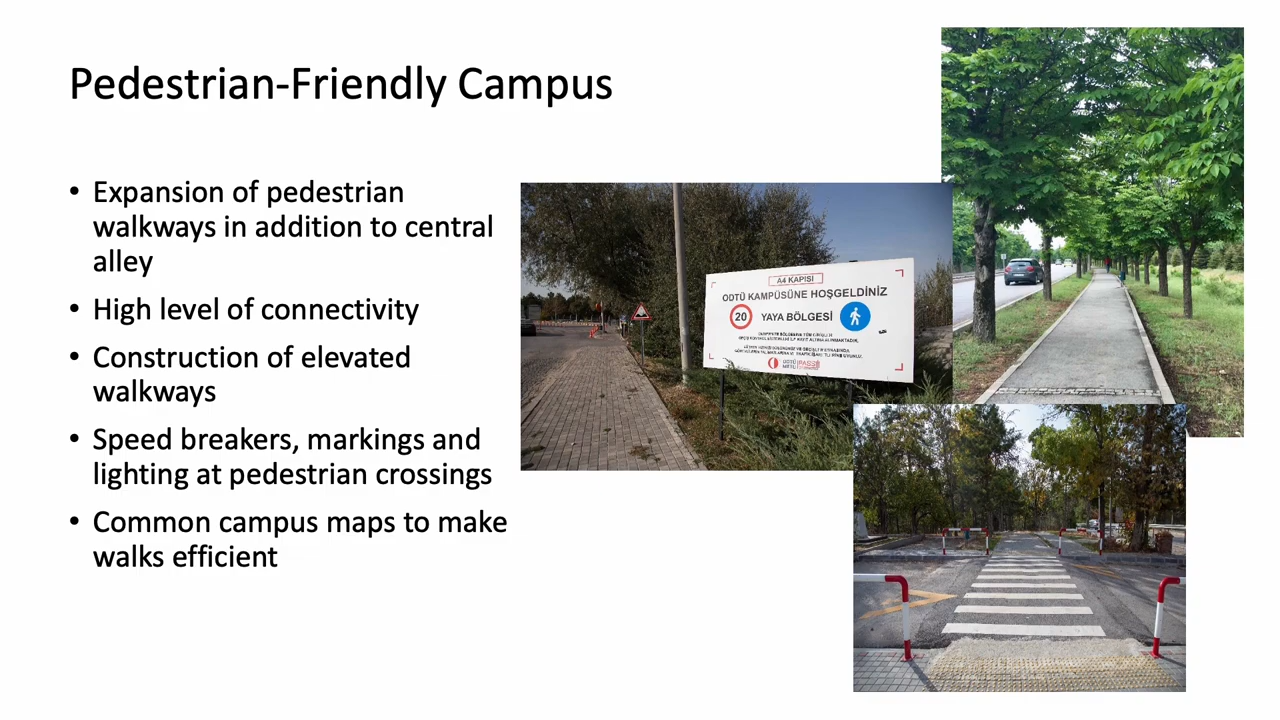 Pedestrian-Friendly Campus
• Expansion of pedestrian
walkways in addition to central
alley
• High level of connectivity
• Construction of elevated
walkways
• Speed breakers, markings and
lighting at pedestrian crossings
• Common campus maps to make
walks efficient
A4 KAPISI
ODTÜ KAMPÜSÜNE HOŞGELDİNİZ
20 YAYA BÖLGESİ
ODTÜ